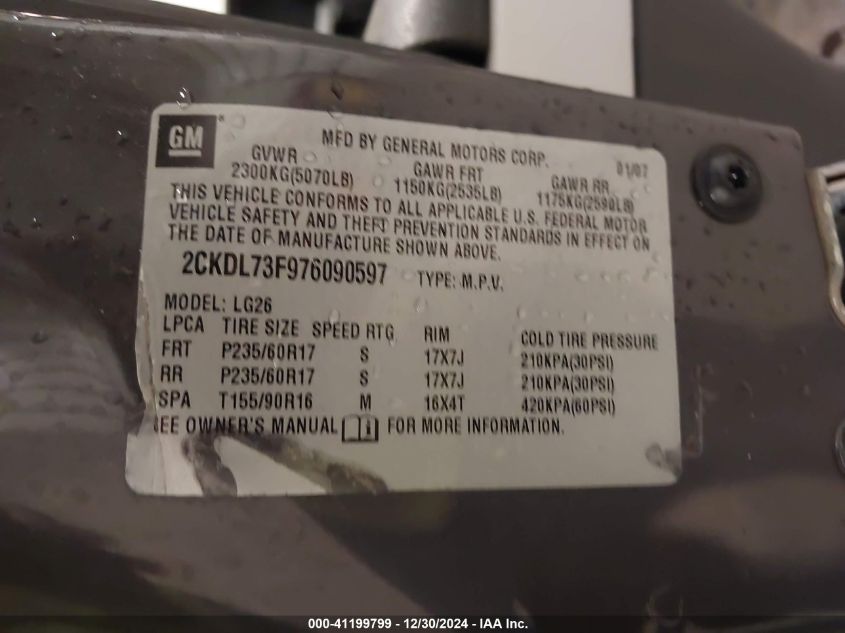 GM
MFD BY GENERAL MOTORS CORP. 01/07
GVWR GAWR FRT GAWR RR
2300KG(5070LB) 1150KG(2535LB) 1175KG(2590LB)
THIS VEHICLE CONFORMS TO ALL APPLICABLE U.S. FEDERAL MOTOR
VEHICLE SAFETY AND THEFT PREVENTION STANDARDS IN EFFECT ON
THE DATE OF MANUFACTURE SHOWN ABOVE.
2CKDL73F976090597 TYPE: M.P.V.
MODEL: LG26
LPCA TIRE SIZE SPEED RTG RIM COLD TIRE PRESSURE
FRT P235/60R17 S 17X7J 210KPA(30PSI)
RR P235/60R17 S 17X7J 210KPA(30PSI)
SPA T155/90R16 M 16X4T 420KPA(60PSI)
EE OWNER'S MANUAL FOR MORE INFORMATION.
000-41199799 - 12/30/2024 - IAA Inc.